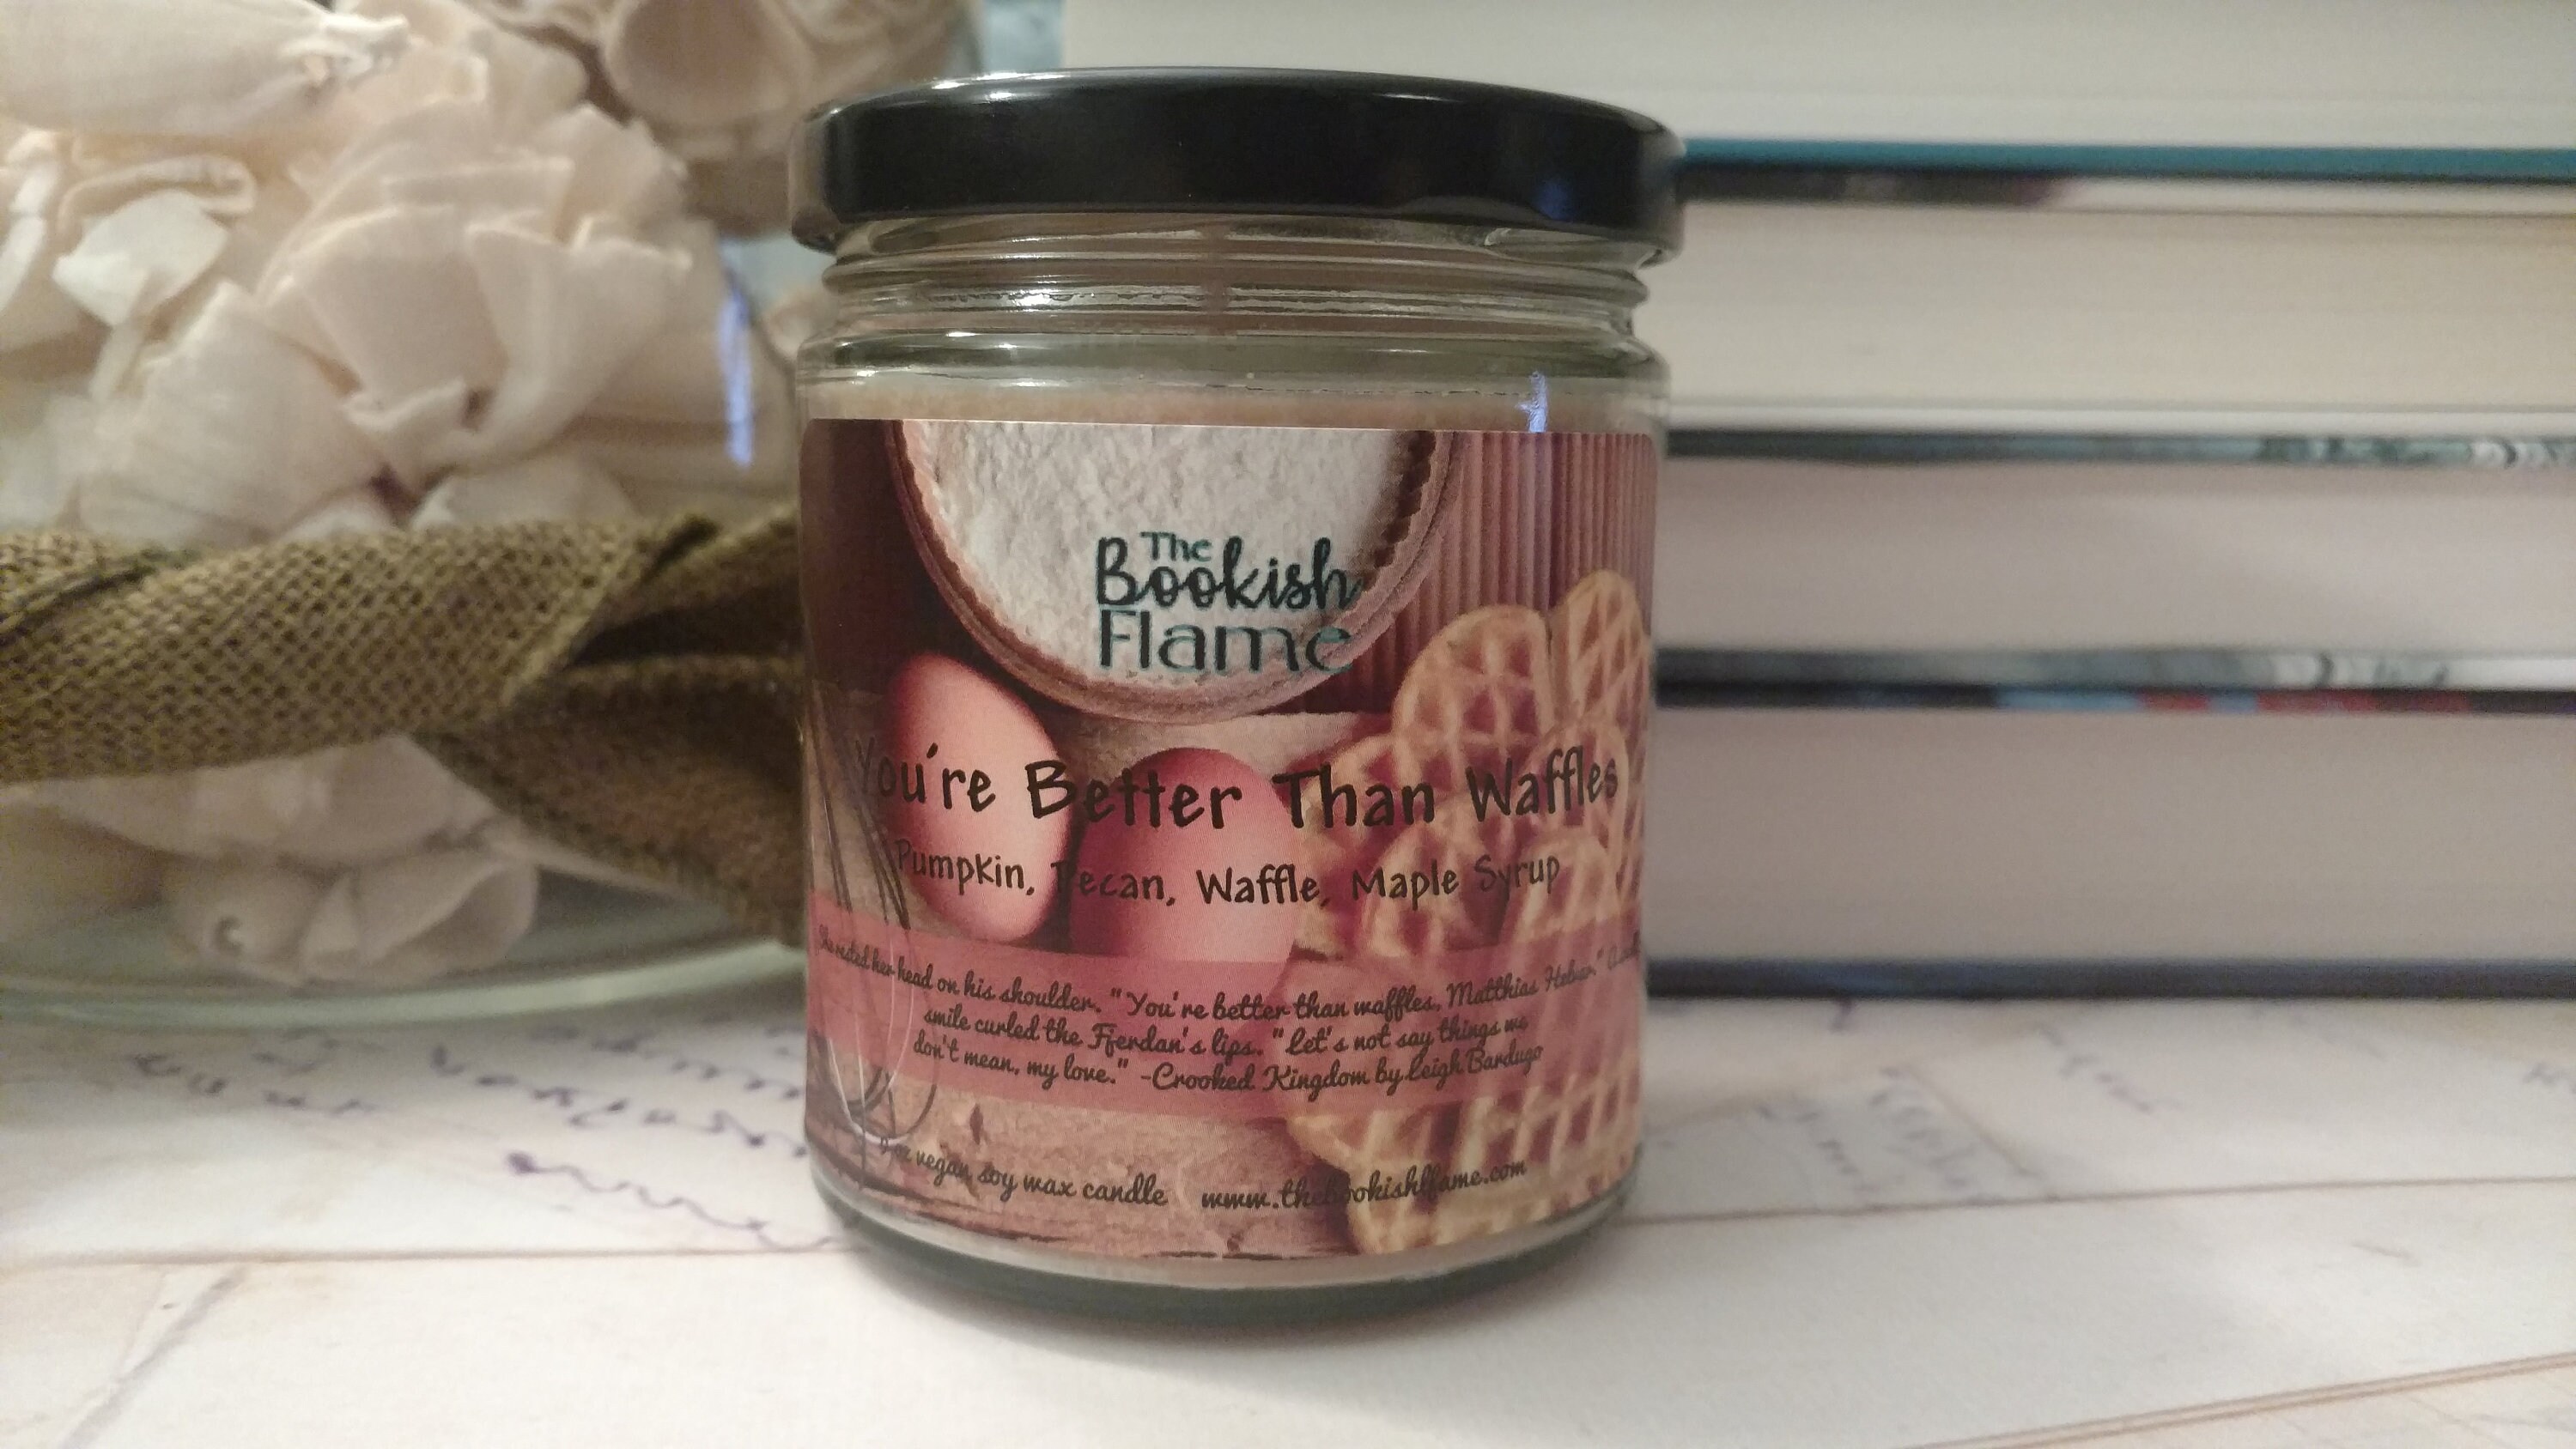 The
Bookish
Flame
You're Better Than Waffles
Pumpkin, Pecan, Waffle, Maple Syrup
She rested her head on his shoulder. "You're better than waffles, Matthias Helvar."
smile curled the Fjerdan's lips. "Let's not say things we
don't mean, my love." -Crooked Kingdom by Leigh Bardugo
vegan soy wax candle www.thebookishflame.com